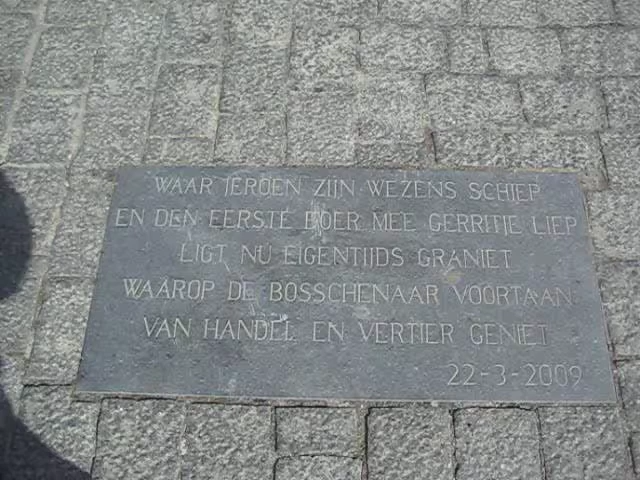 WAAR JEROEN ZIJN WEZENS SCHIEP
EN DEN EERSTE BOER MEE GERRITJE LIEP
LIGT NU EIGENTIJDS GRANIET
WAAROP DE BOSSCHENAAR VOORTAAN
VAN HANDEL EN VERTIER GENIET
22-3-2009